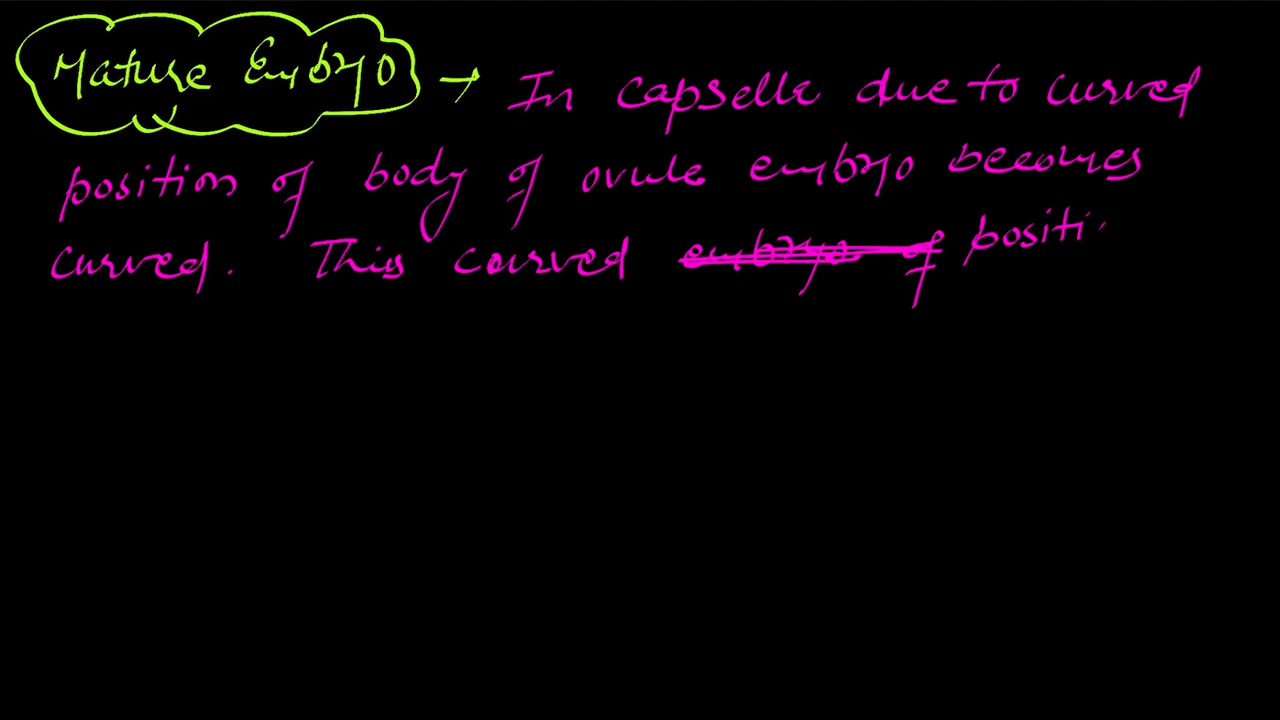 Mature Embryo → In capsella due to curved
position of body of ovule embryo becomes
curved. This curved embryo of positi